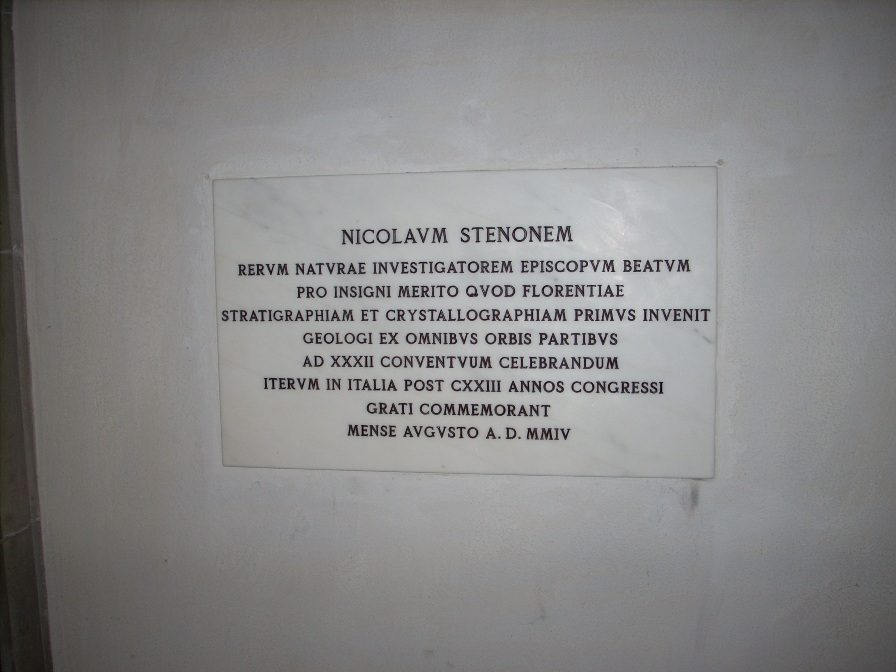 NICOLAVM STENONEM
RERVM NATVRAE INVESTIGATOREM EPISCOPVM BEATVM
PRO INSIGNI MERITO QVOD FLORENTIAE
STRATIGRAPHIAM ET CRYSTALLOGRAPHIAM PRIMVS INVENIT
GEOLOGI EX OMNIBVS ORBIS PARTIBVS
AD XXXII CONVENTVUM CELEBRANDUM
ITERVM IN ITALIA POST CXXIII ANNOS CONGRESSI
GRATI COMMEMORANT
MENSE AVGVSTO A. D. MMIV